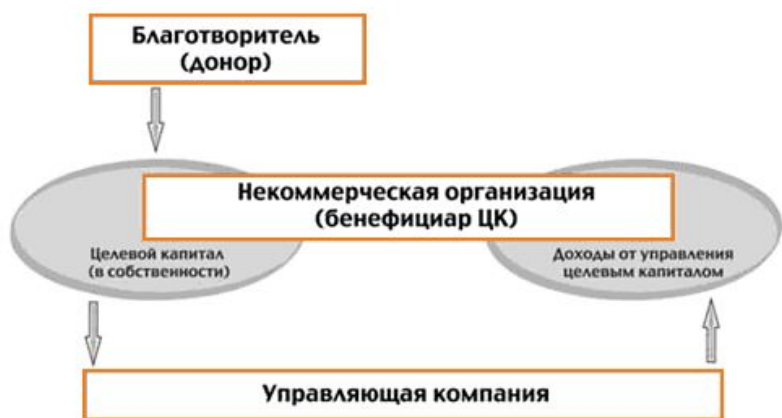 Благотворитель
(донор)
Некоммерческая организация
(бенефициар ЦК)
Целевой капитал
(в собственности)
Доходы от управления
целевым капиталом
Управляющая компания